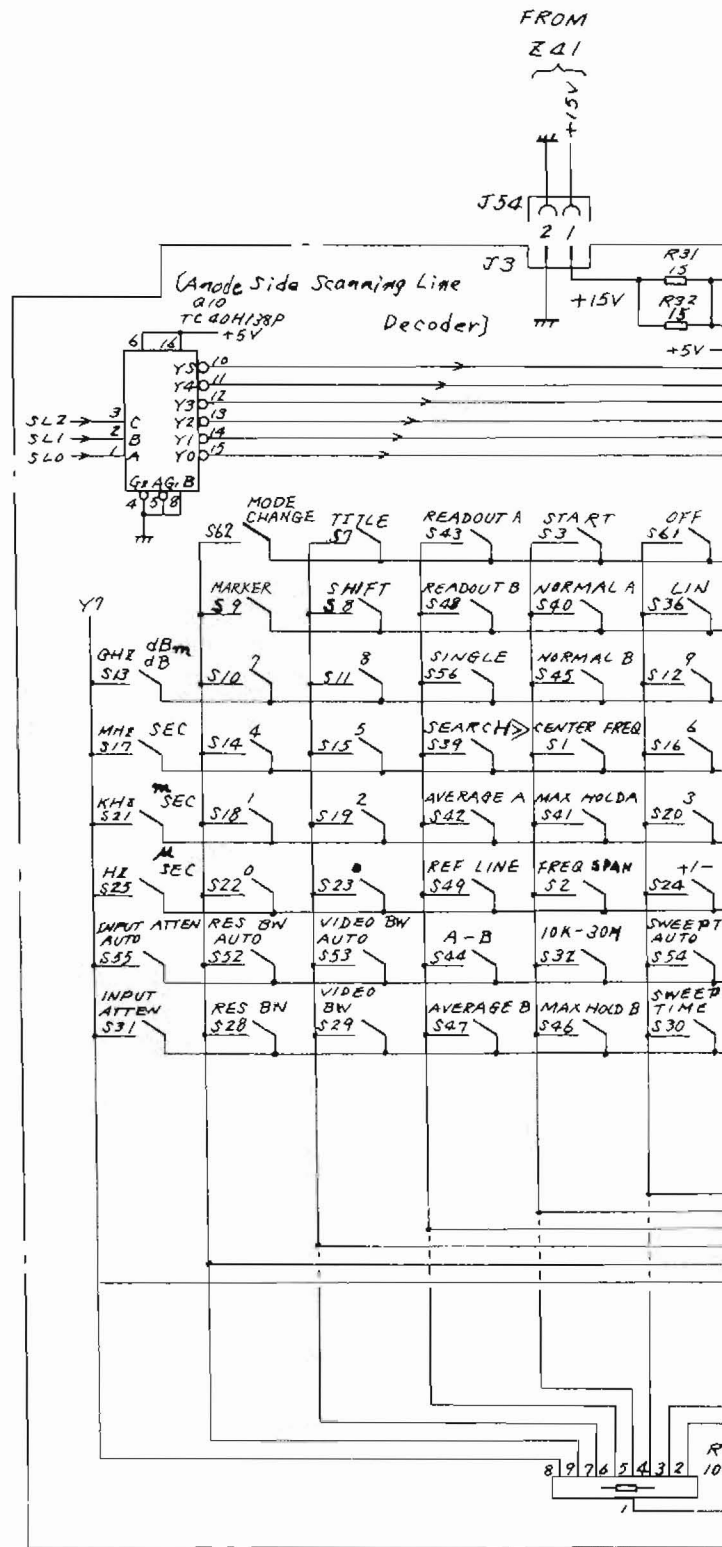 FROM
Z41
+15V
J54
2 1
J3
R31
15
+15V
R32
15
+5V
(Anode Side Scanning Line
Decoder)
Q10
TC40H138P
+5V
6 16
Y5 10
Y4 11
Y3 12
SL2 3 C Y2 13
SL1 2 B Y1 14
SL0 1 A Y0 15
G2A G2B
4 5 8
MODE
CHANGE TITLE READOUT A START OFF
S62 S7 S43 S3 S61
Y7
MARKER SHIFT READOUT B NORMAL A LIN
S9 S8 S48 S40 S36
GHz dBm
dB
S13
7 8 SINGLE NORMAL B 9
S10 S11 S56 S45 S12
MHz SEC 4 5 SEARCH> CENTER FREQ 6
S17 S14 S15 S39 S1 S16
KHz mSEC 1 2 AVERAGE A MAX HOLDA 3
S21 S18 S19 S42 S41 S20
HZ μSEC 0 • REF LINE FREQ SPAN +/-
S25 S22 S23 S49 S2 S24
INPUT ATTEN RES BW VIDEO BW SWEEPT
AUTO AUTO AUTO A-B 10K-30M AUTO
S55 S52 S53 S44 S32 S54
INPUT VIDEO SWEEP
ATTEN RES BW BW AVERAGE B MAX HOLD B TIME
S31 S28 S29 S47 S46 S30
R
8 9 7 6 5 4 3 2 10
1